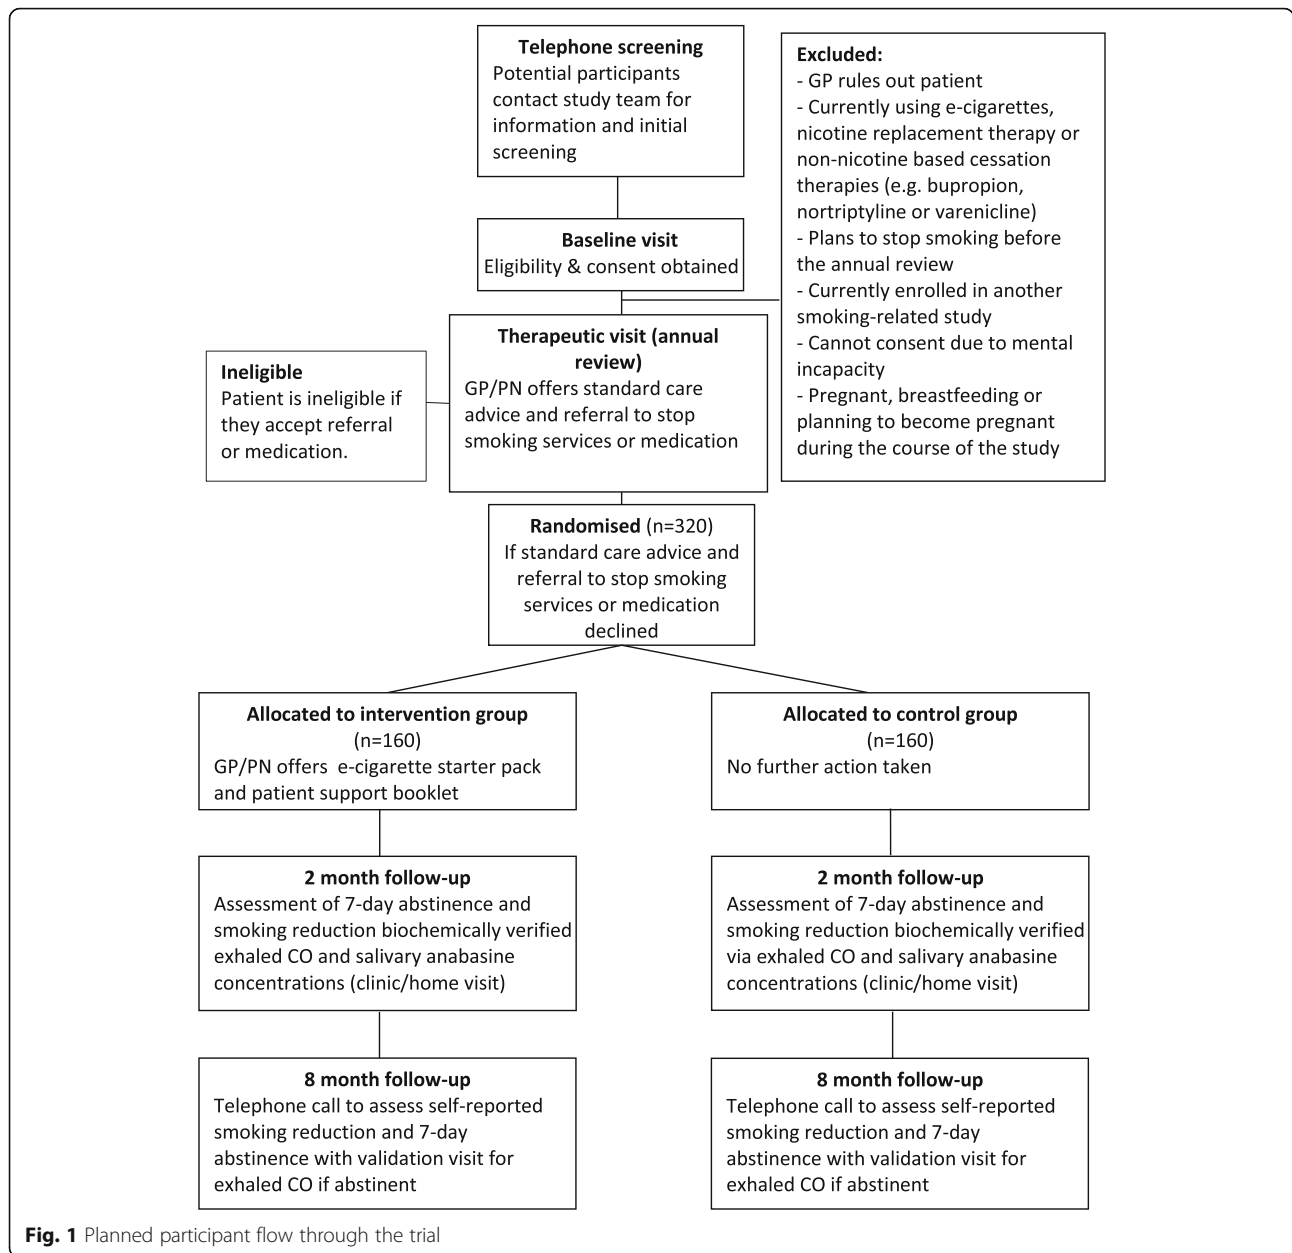 Telephone screening
Potential participants
contact study team for
information and initial
screening
Excluded:
- GP rules out patient
- Currently using e-cigarettes,
nicotine replacement therapy or
non-nicotine based cessation
therapies (e.g. bupropion,
nortriptyline or varenicline)
- Plans to stop smoking before
the annual review
- Currently enrolled in another
smoking-related study
- Cannot consent due to mental
incapacity
- Pregnant, breastfeeding or
planning to become pregnant
during the course of the study
Baseline visit
Eligibility & consent obtained
Therapeutic visit (annual
review)
GP/PN offers standard care
advice and referral to stop
smoking services or medication
Ineligible
Patient is ineligible if
they accept referral
or medication.
Randomised (n=320)
If standard care advice and
referral to stop smoking
services or medication
declined
Allocated to intervention group
(n=160)
GP/PN offers  e-cigarette starter pack
and patient support booklet
Allocated to control group
(n=160)
No further action taken
2 month follow-up
Assessment of 7-day abstinence and
smoking reduction biochemically verified
exhaled CO and salivary anabasine
concentrations (clinic/home visit)
2 month follow-up
Assessment of 7-day abstinence and
smoking reduction biochemically verified
via exhaled CO and salivary anabasine
concentrations (clinic/home visit)
8 month follow-up
Telephone call to assess self-reported
smoking reduction and 7-day
abstinence with validation visit for
exhaled CO if abstinent
8 month follow-up
Telephone call to assess self-reported
smoking reduction and 7-day
abstinence with validation visit for
exhaled CO if abstinent
Fig. 1 Planned participant flow through the trial